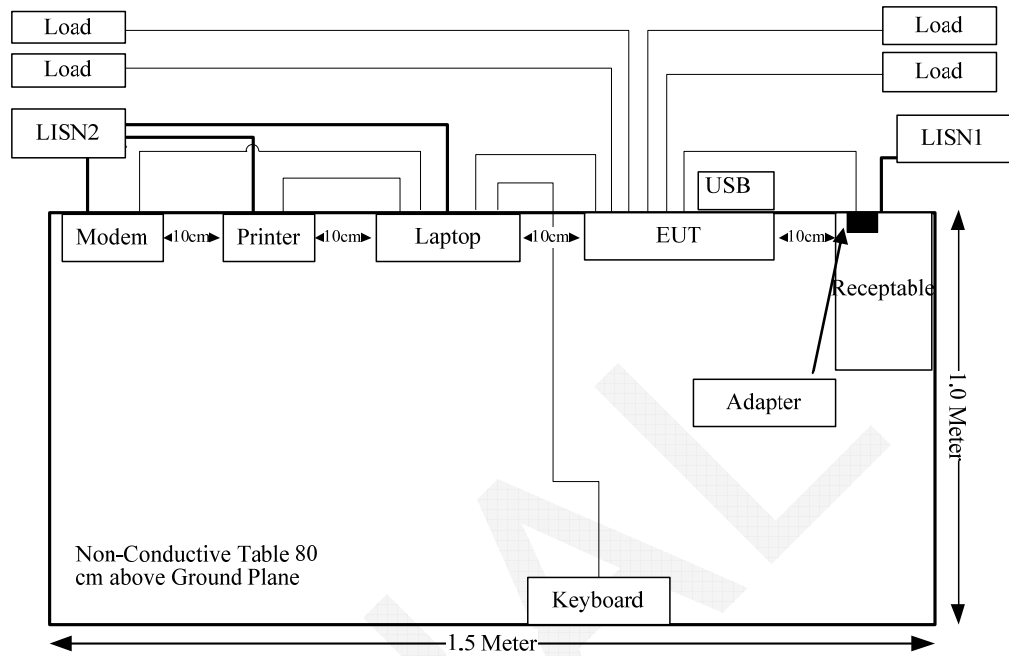 Load
Load
Load
Load
LISN2
LISN1
USB
Modem
10cm
Printer
10cm
Laptop
10cm
EUT
10cm
Receptable
Adapter
1.0 Meter
Non-Conductive Table 80
cm above Ground Plane
Keyboard
1.5 Meter